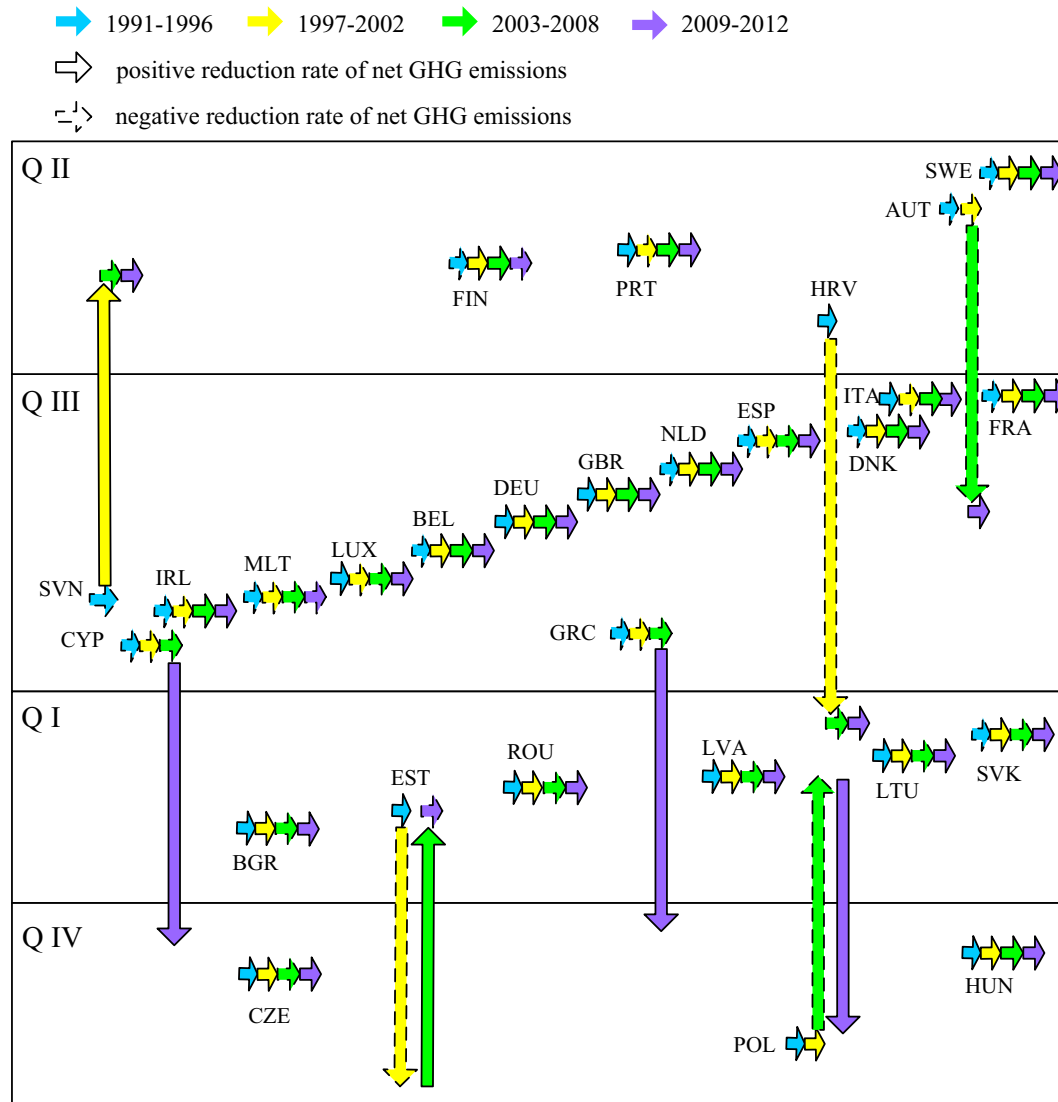 1991-1996 1997-2002 2003-2008 2009-2012
positive reduction rate of net GHG emissions
negative reduction rate of net GHG emissions
Q II
SWE
AUT
FIN
PRT
HRV
Q III
ITA
FRA
ESP
DNK
NLD
GBR
DEU
BEL
LUX
MLT
IRL
SVN
CYP
GRC
Q I
ROU
LVA
EST
LTU
SVK
BGR
Q IV
CZE
HUN
POL